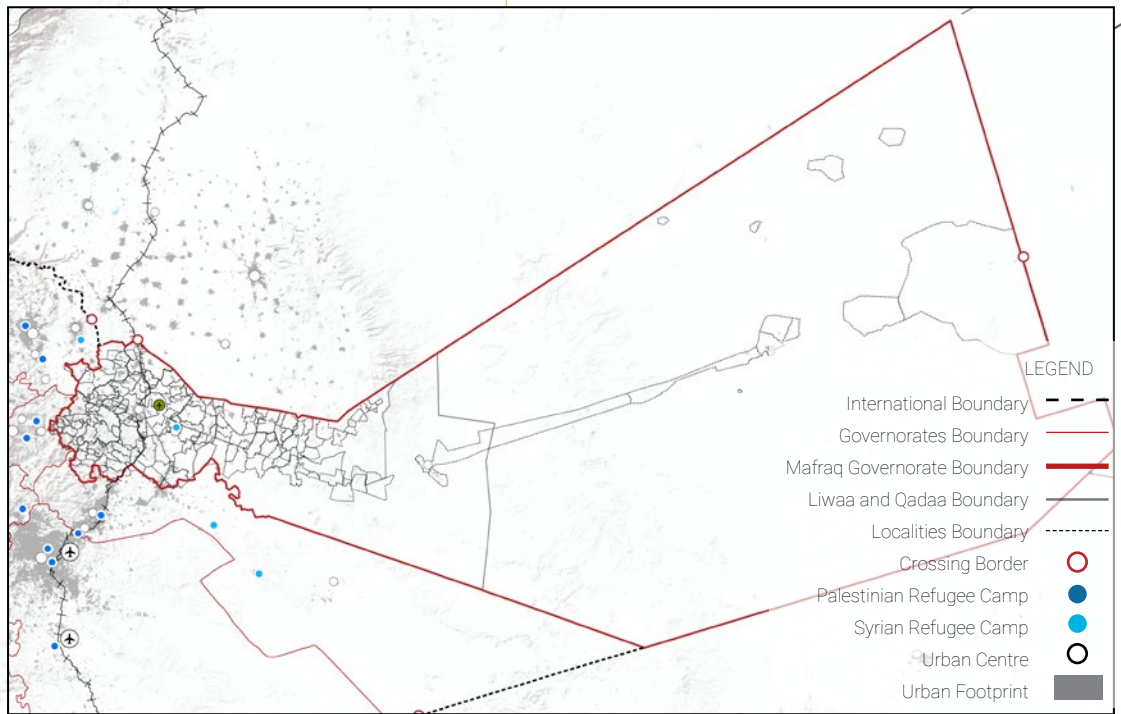 LEGEND
International Boundary
Governorates Boundary
Mafraq Governorate Boundary
Liwaa and Qadaa Boundary
Localities Boundary
Crossing Border
Palestinian Refugee Camp
Syrian Refugee Camp
Urban Centre
Urban Footprint